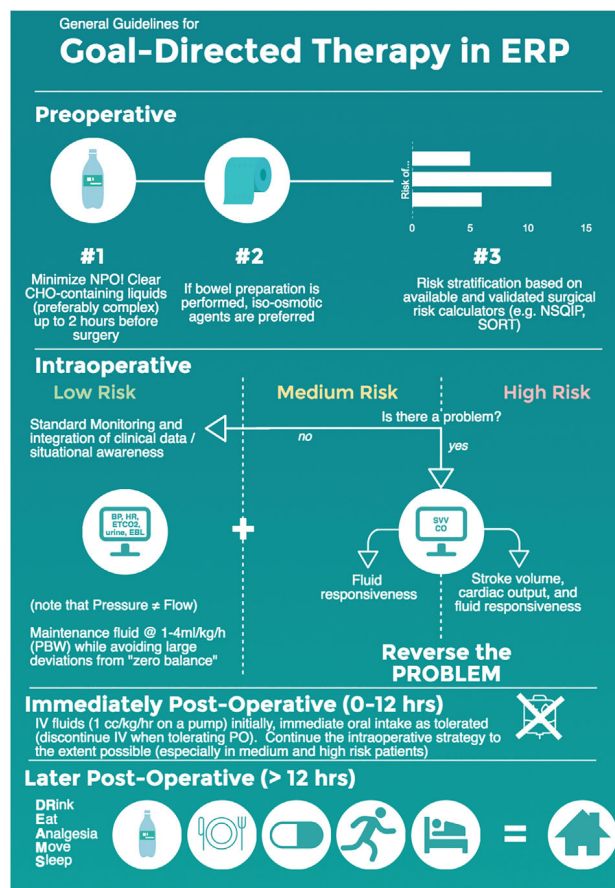 General Guidelines for
Goal-Directed Therapy in ERP
Preoperative
Risk of...
0 5 10 15
#1
Minimize NPO! Clear
CHO-containing liquids
(preferably complex)
up to 2 hours before
surgery
#2
If bowel preparation is
performed, iso-osmotic
agents are preferred
#3
Risk stratification based on
available and validated surgical
risk calculators (e.g. NSQIP,
SORT)
Intraoperative
Low Risk
Medium Risk
High Risk
Standard Monitoring and
integration of clinical data /
situational awareness
Is there a problem?
no
yes
BP, HR,
ETCO2,
urine, EBL
+
SVV
CO
Fluid
responsiveness
Stroke volume,
cardiac output, and
fluid responsiveness
(note that Pressure ≠ Flow)
Maintenance fluid @ 1-4ml/kg/h
(PBW) while avoiding large
deviations from "zero balance"
Reverse the
PROBLEM
Immediately Post-Operative (0-12 hrs)
IV fluids (1 cc/kg/hr on a pump) initially, immediate oral intake as tolerated
(discontinue IV when tolerating PO). Continue the intraoperative strategy to
the extent possible (especially in medium and high risk patients)
Later Post-Operative (> 12 hrs)
DRink
Eat
Analgesia
Move
Sleep
=